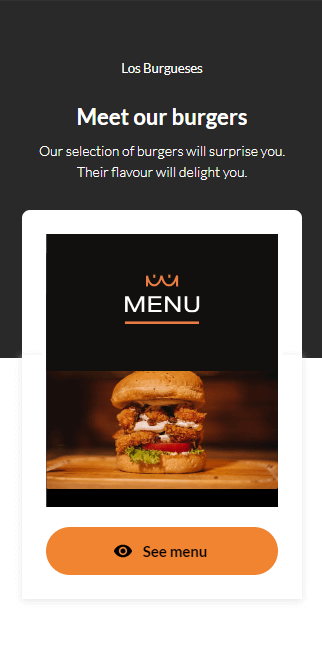 Los Burgueses
Meet our burgers
Our selection of burgers will surprise you.
Their flavour will delight you.
MENU
See menu